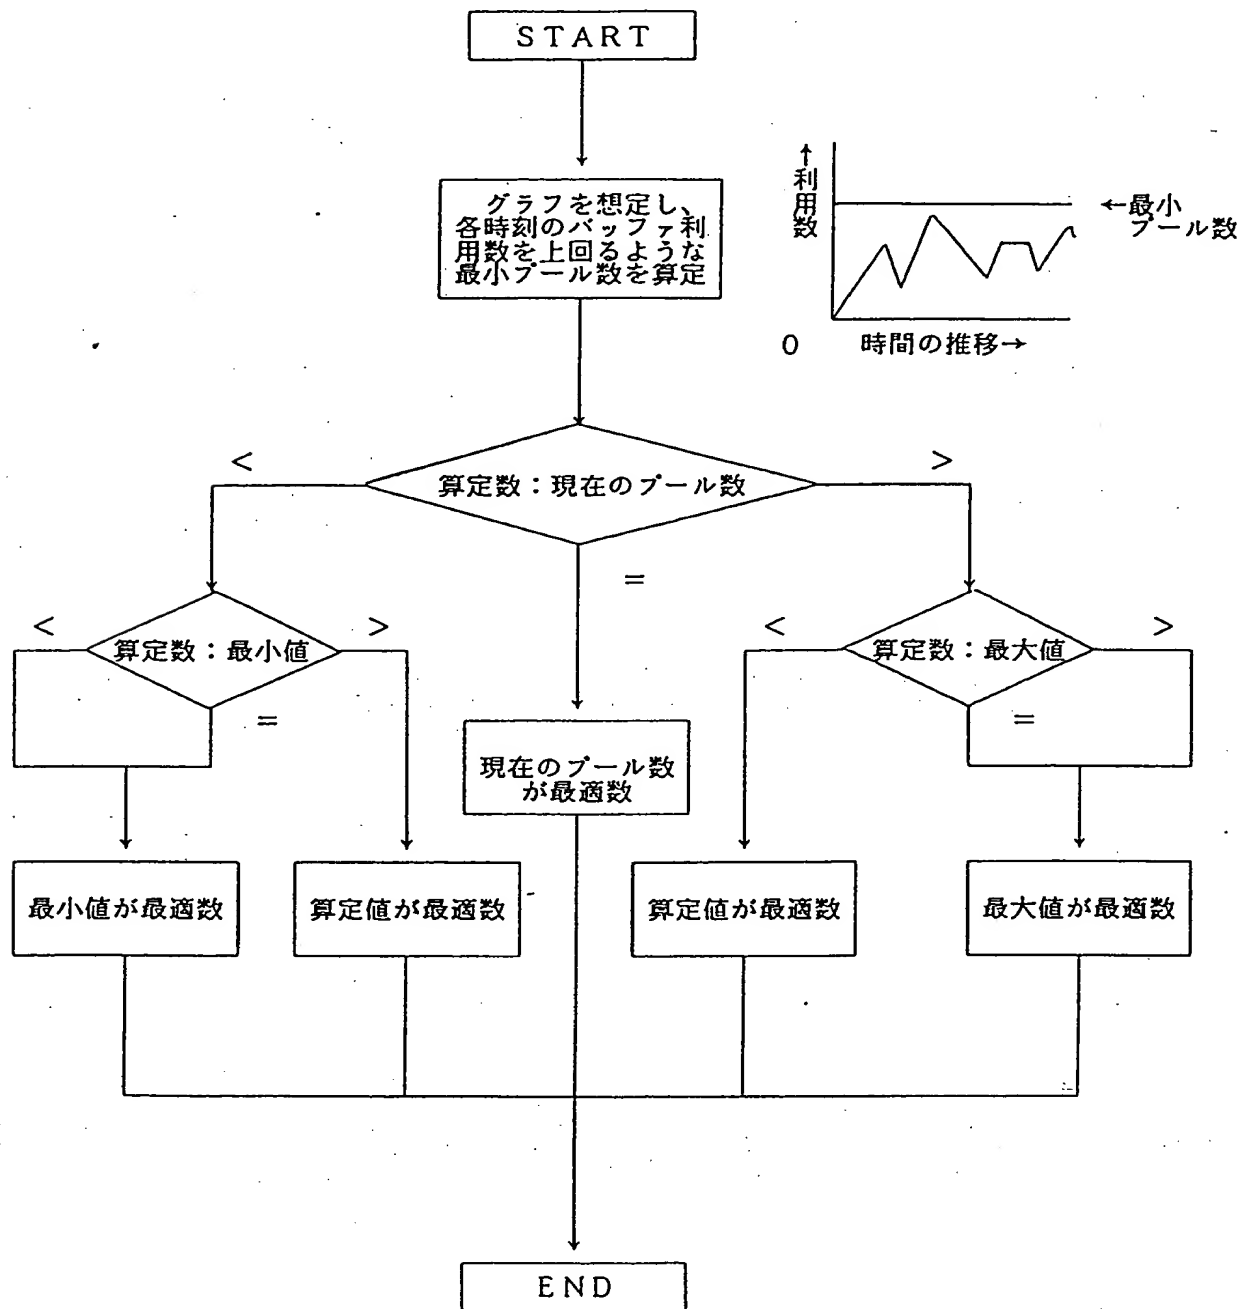 START
グラフを想定し、
各時刻のバッファ利
用数を上回るような
最小プール数を算定
↑利用数
←最小
プール数
0
時間の推移→
<
算定数:現在のプール数
>
=
<
算定数:最小値
>
=
<
算定数:最大値
>
=
現在のプール数
が最適数
最小値が最適数
算定値が最適数
算定値が最適数
最大値が最適数
END